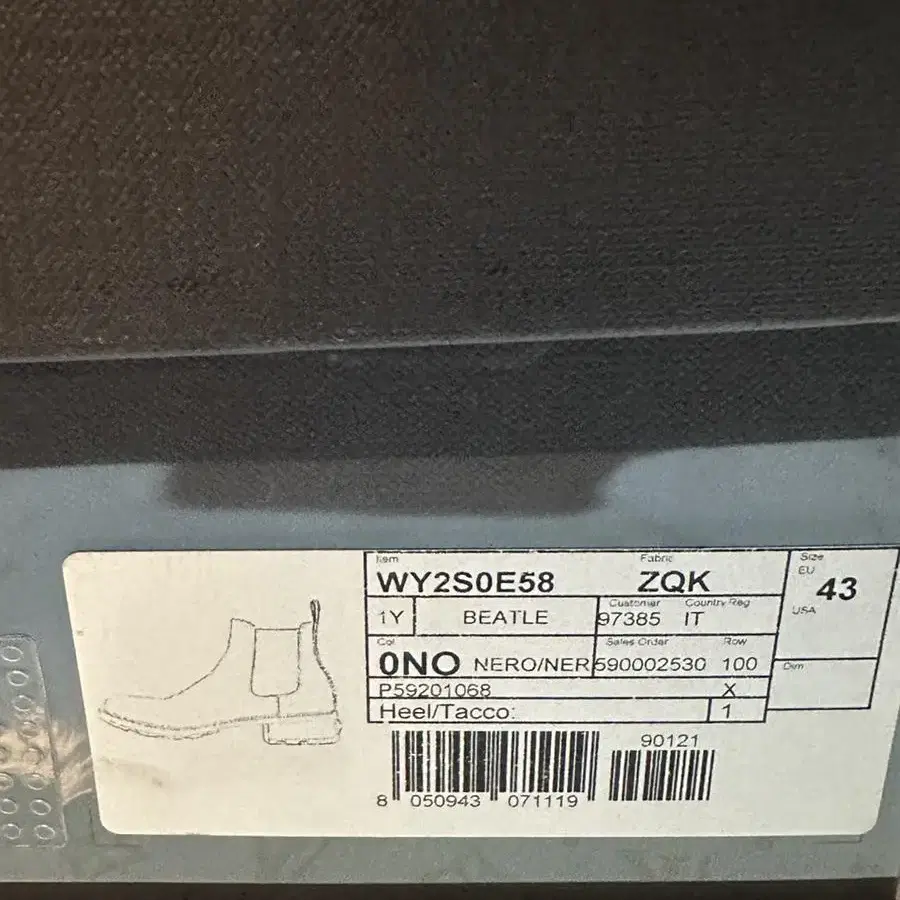 Item Fabric
WY2S0E58 ZQK
Size
EU 43
USA
1Y BEATLE
Customer Country Reg
97385 IT
Col Sales Order Row
0NO NERO/NER 590002530 100
Dim
P59201068 X
Heel/Tacco: 1
90121
8 050943 071119